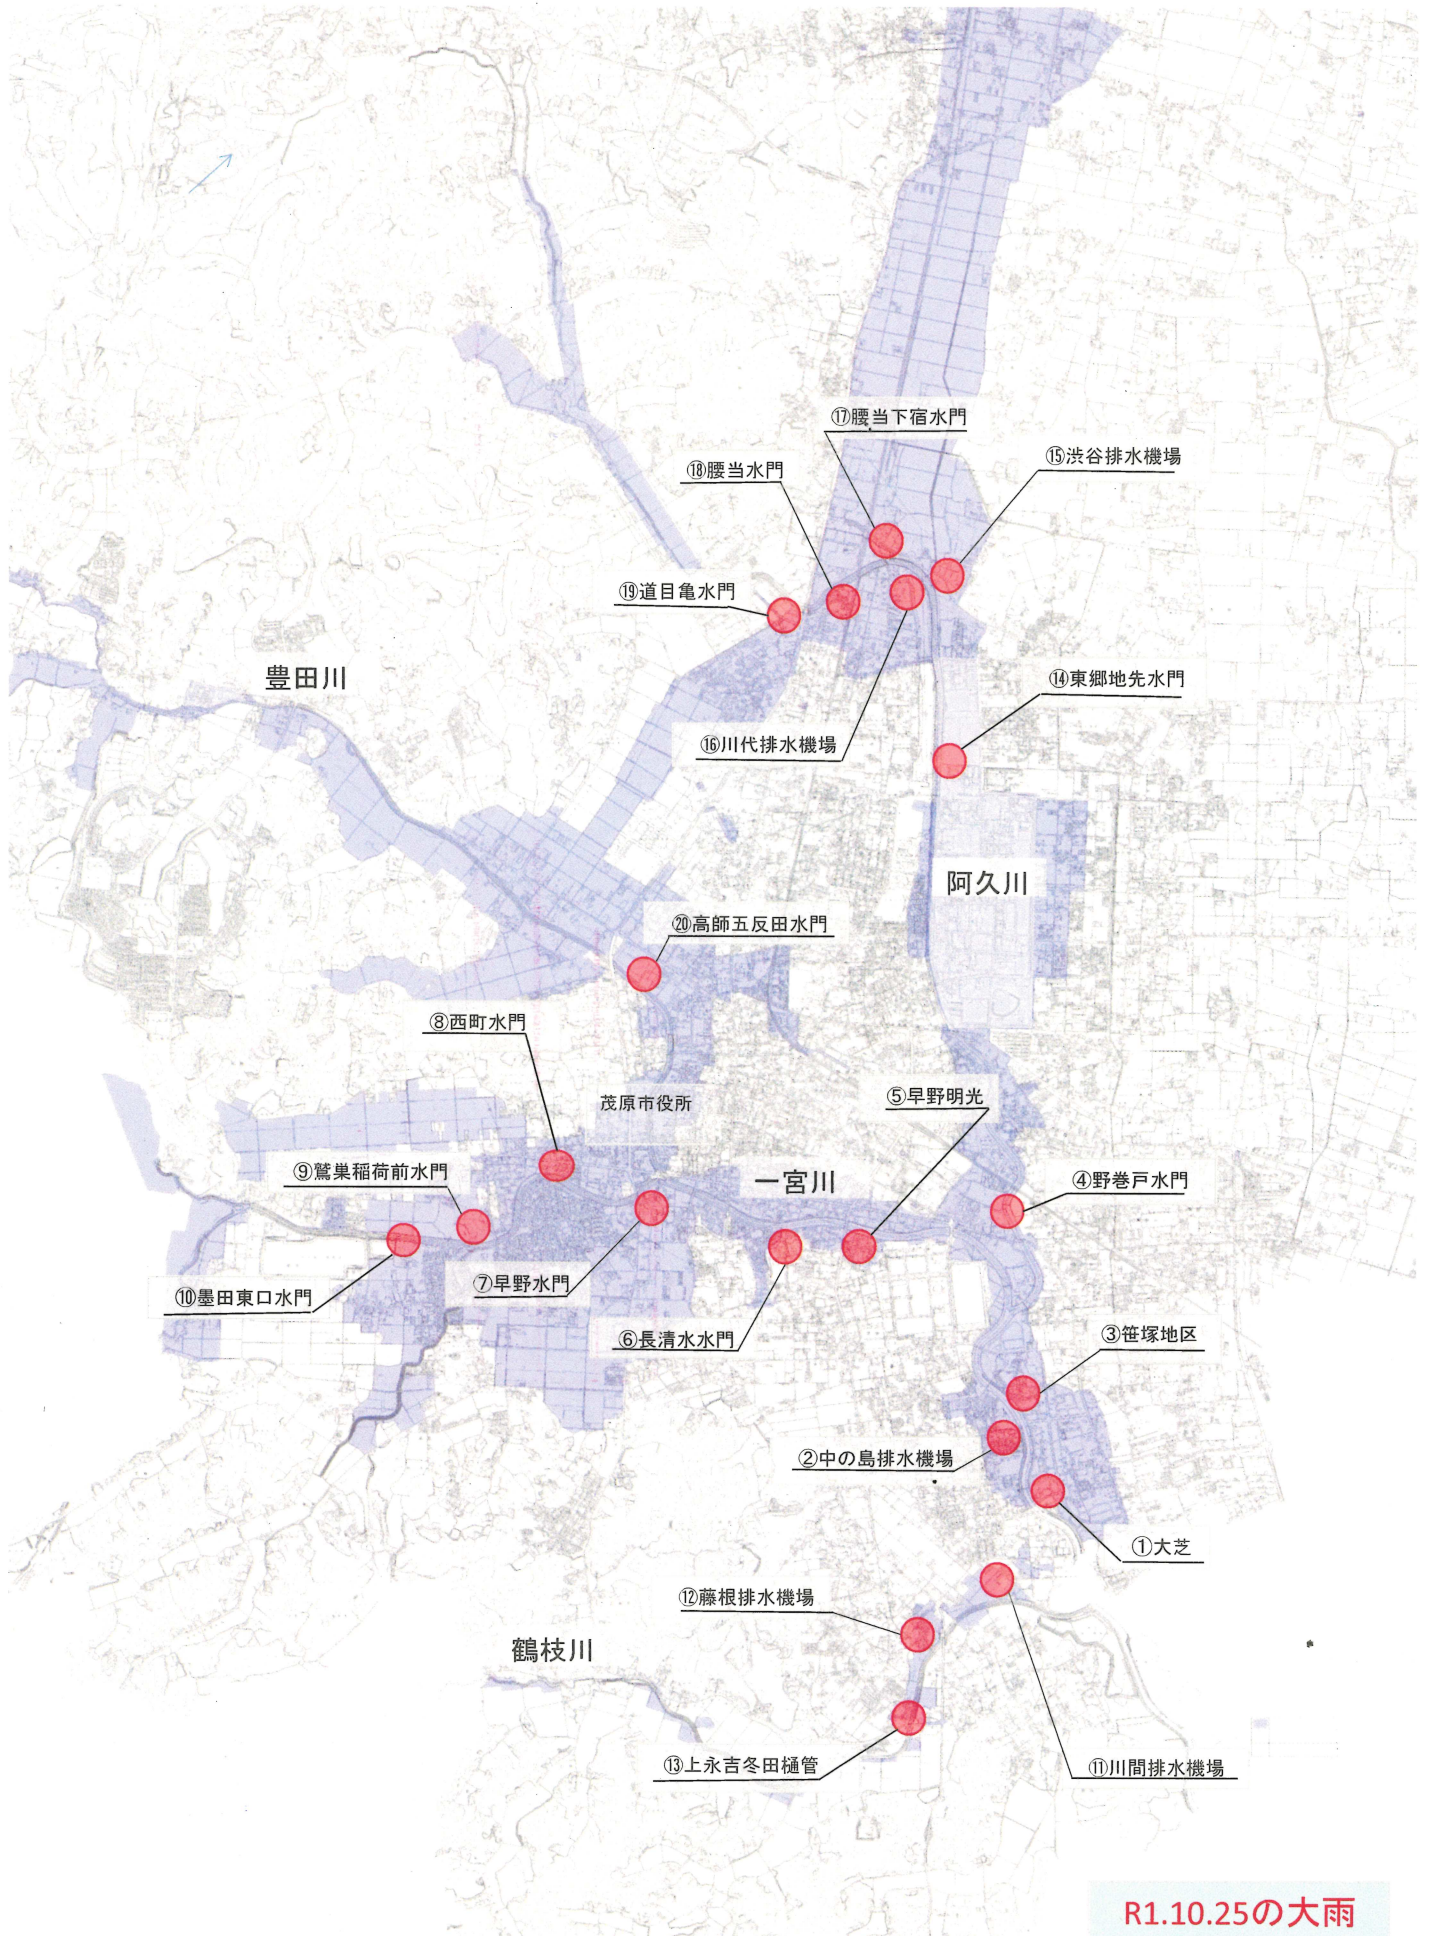 ⑰腰当下宿水門
⑮渋谷排水機場
⑱腰当水門
⑲道目亀水門
豊田川
⑭東郷地先水門
⑯川代排水機場
阿久川
⑳高師五反田水門
⑧西町水門
茂原市役所
⑤早野明光
⑨鷲巣稲荷前水門
一宮川
④野巻戸水門
⑦早野水門
⑩墨田東口水門
⑥長清水水門
③笹塚地区
②中の島排水機場
①大芝
⑫藤根排水機場
鶴枝川
⑬上永吉冬田樋管
⑪川間排水機場
R1.10.25の大雨